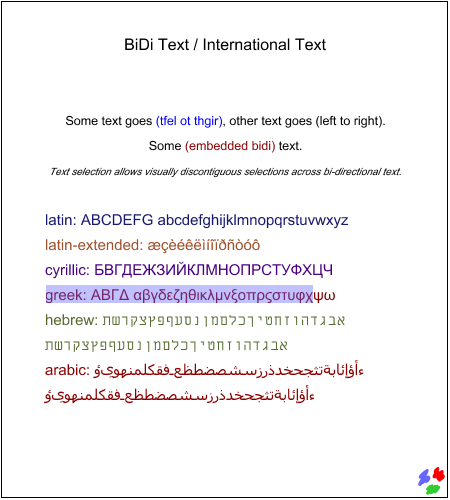 BiDi Text / International Text
Some text goes (tfel ot thgir), other text goes (left to right).
Some (embedded bidi) text.
Text selection allows visually discontiguous selections across bi-directional text.
latin: ABCDEFG abcdefghijklmnopqrstuvwxyz
latin-extended: æçèéêëìíîïðñòóô
cyrillic: БВГДЕЖЗИЙКЛМНОПРСТУФХЦЧ
greek: ΑΒΓΔ αβγδεζηθικλμνξοπρςστυφχψω
hebrew: אבגדהוזחטיךכלםמןנסעףפץצקרשת
אבגדהוזחטיךכלםמןנסעףפץצקרשת
arabic: ءأؤإئابةتثجحخدذرزسشصضطظعـفقكلمنهوىؤ
ءأؤإئابةتثجحخدذرزسشصضطظعـفقكلمنهوىؤ